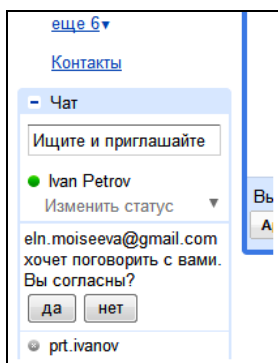 еще 6▼
Контакты
Чат
Ищите и приглашайте
Ivan Petrov
Изменить статус
eln.moiseeva@gmail.com
хочет поговорить с вами.
Вы согласны?
да нет
prt.ivanov
Вы